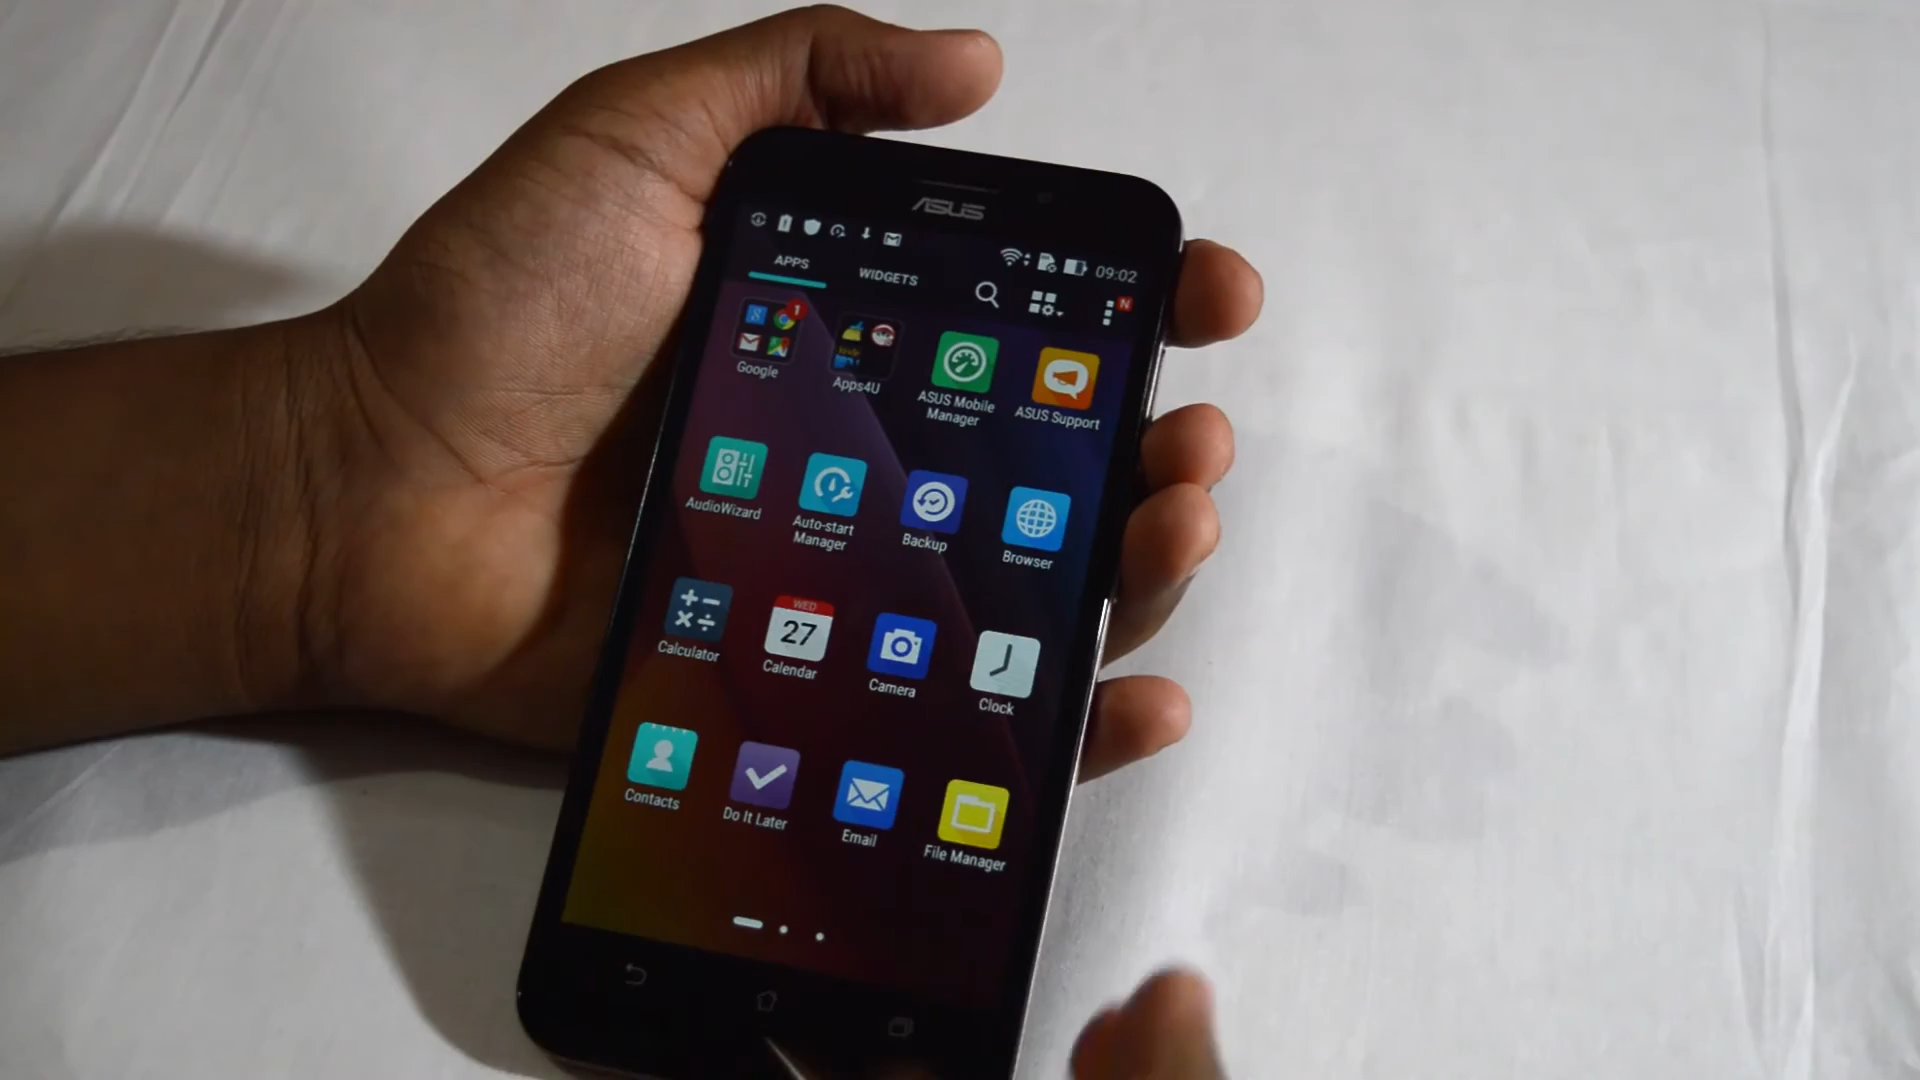 ASUS
09:02
APPS
WIDGETS
N
1
Google
Apps4U
ASUS Mobile
Manager
ASUS Support
AudioWizard
Auto-start
Manager
Backup
Browser
WED
27
Calculator
Calendar
Camera
Clock
Contacts
Do It Later
Email
File Manager